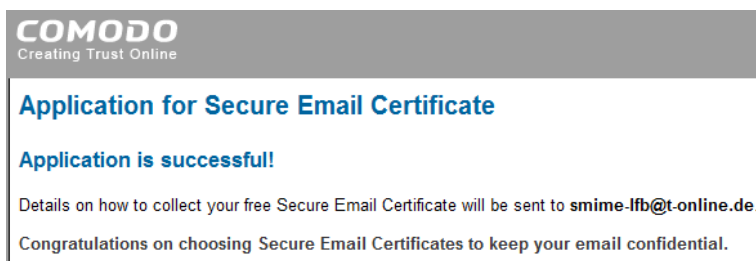 COMODO
Creating Trust Online
Application for Secure Email Certificate
Application is successful!
Details on how to collect your free Secure Email Certificate will be sent to smime-lfb@t-online.de
Congratulations on choosing Secure Email Certificates to keep your email confidential.